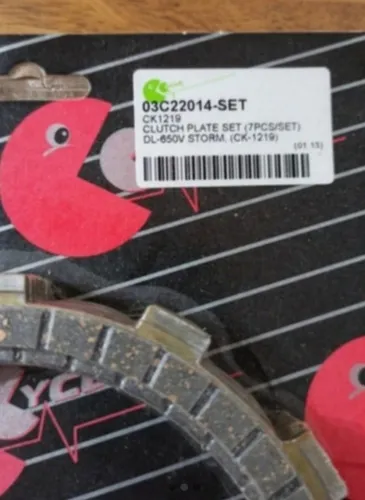 03C22014-SET
CK1219
CLUTCH PLATE SET (7PCS/SET)
DL-650V STORM, (CK-1219)
(01 15)